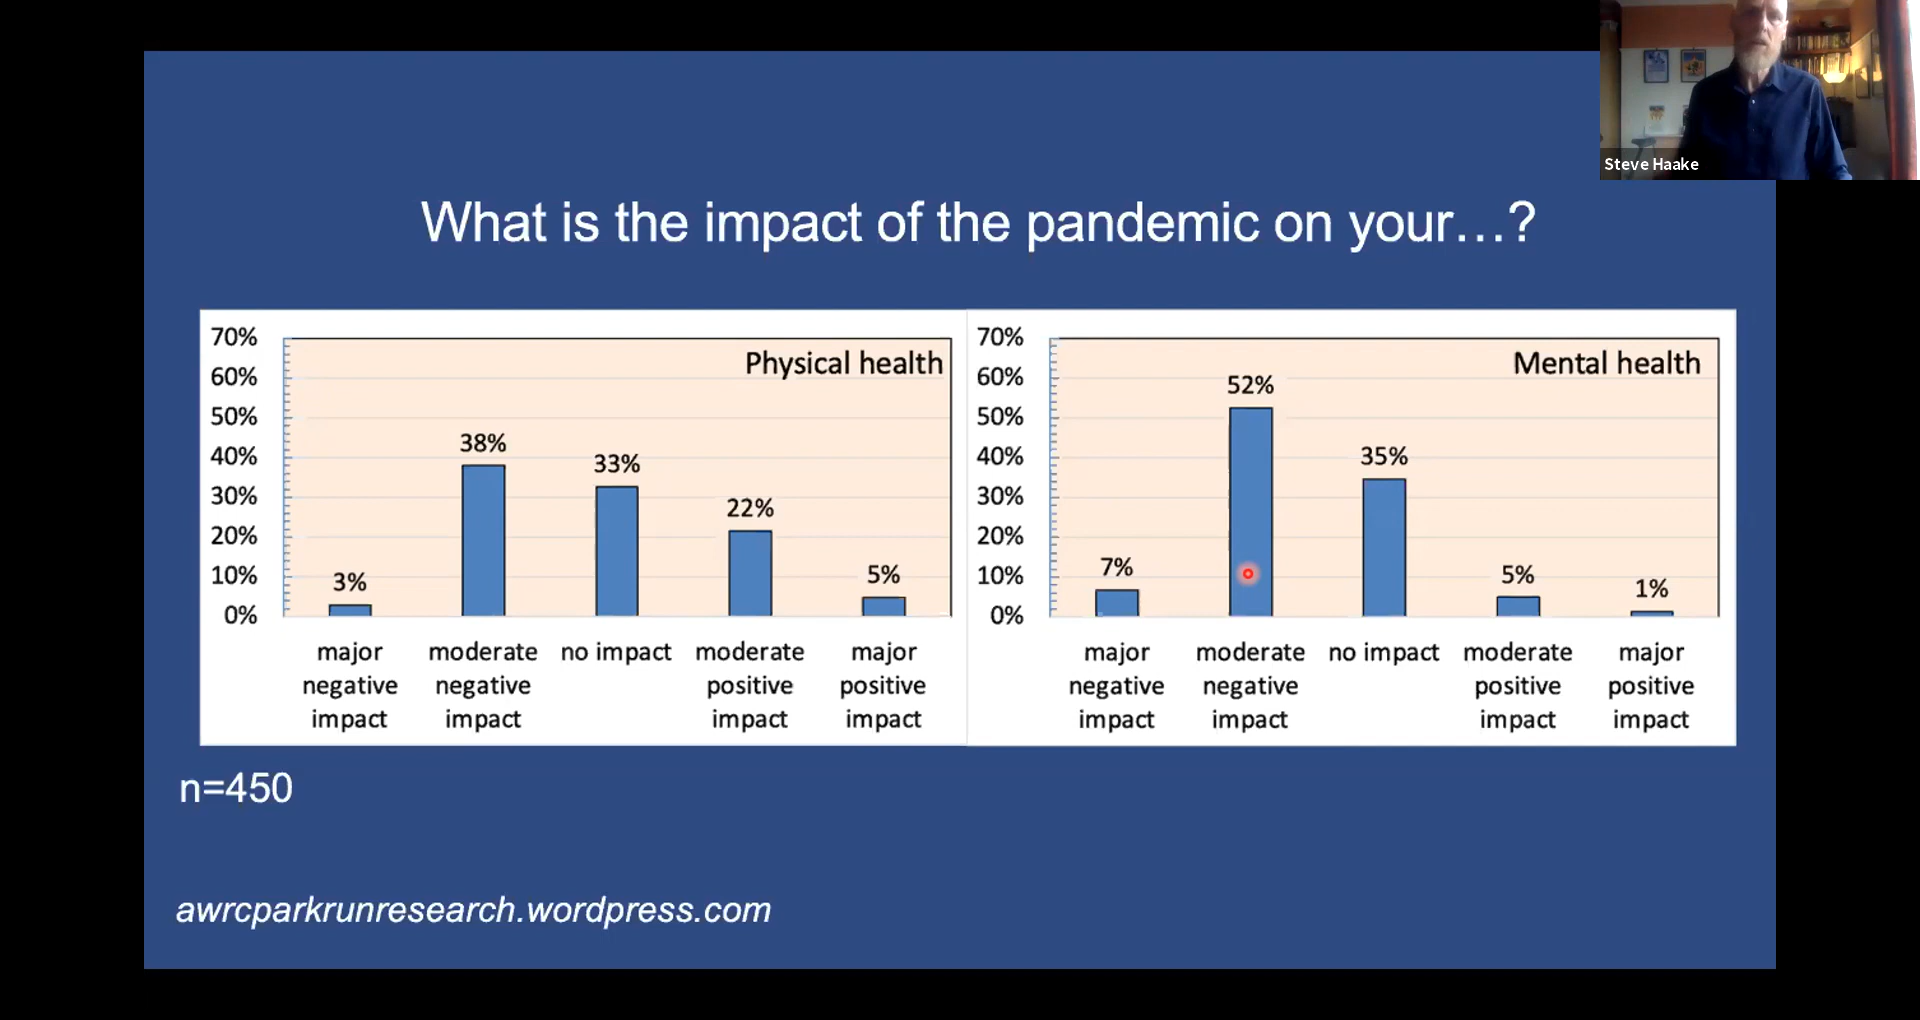 Steve Haake
What is the impact of the pandemic on your…?
Physical health
70%
60%
50%
40%
30%
20%
10%
0%
3%
38%
33%
22%
5%
major negative impact
moderate negative impact
no impact
moderate positive impact
major positive impact
Mental health
70%
60%
50%
40%
30%
20%
10%
0%
7%
52%
35%
5%
1%
major negative impact
moderate negative impact
no impact
moderate positive impact
major positive impact
n=450
awrcparkrunresearch.wordpress.com